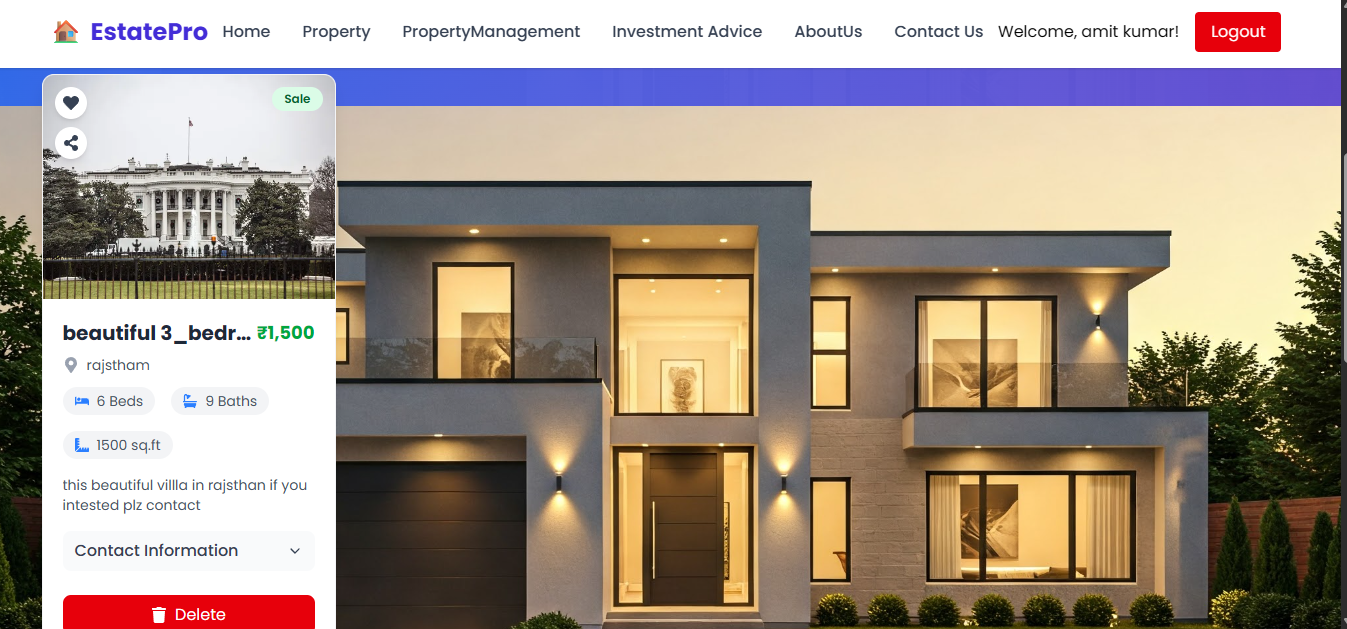 EstatePro Home Property PropertyManagement Investment Advice AboutUs Contact Us Welcome, amit kumar! Logout
Sale
beautiful 3_bedr... ₹1,500
rajstham
6 Beds 9 Baths
1500 sq.ft
this beautiful villla in rajsthan if you
intested plz contact
Contact Information
Delete